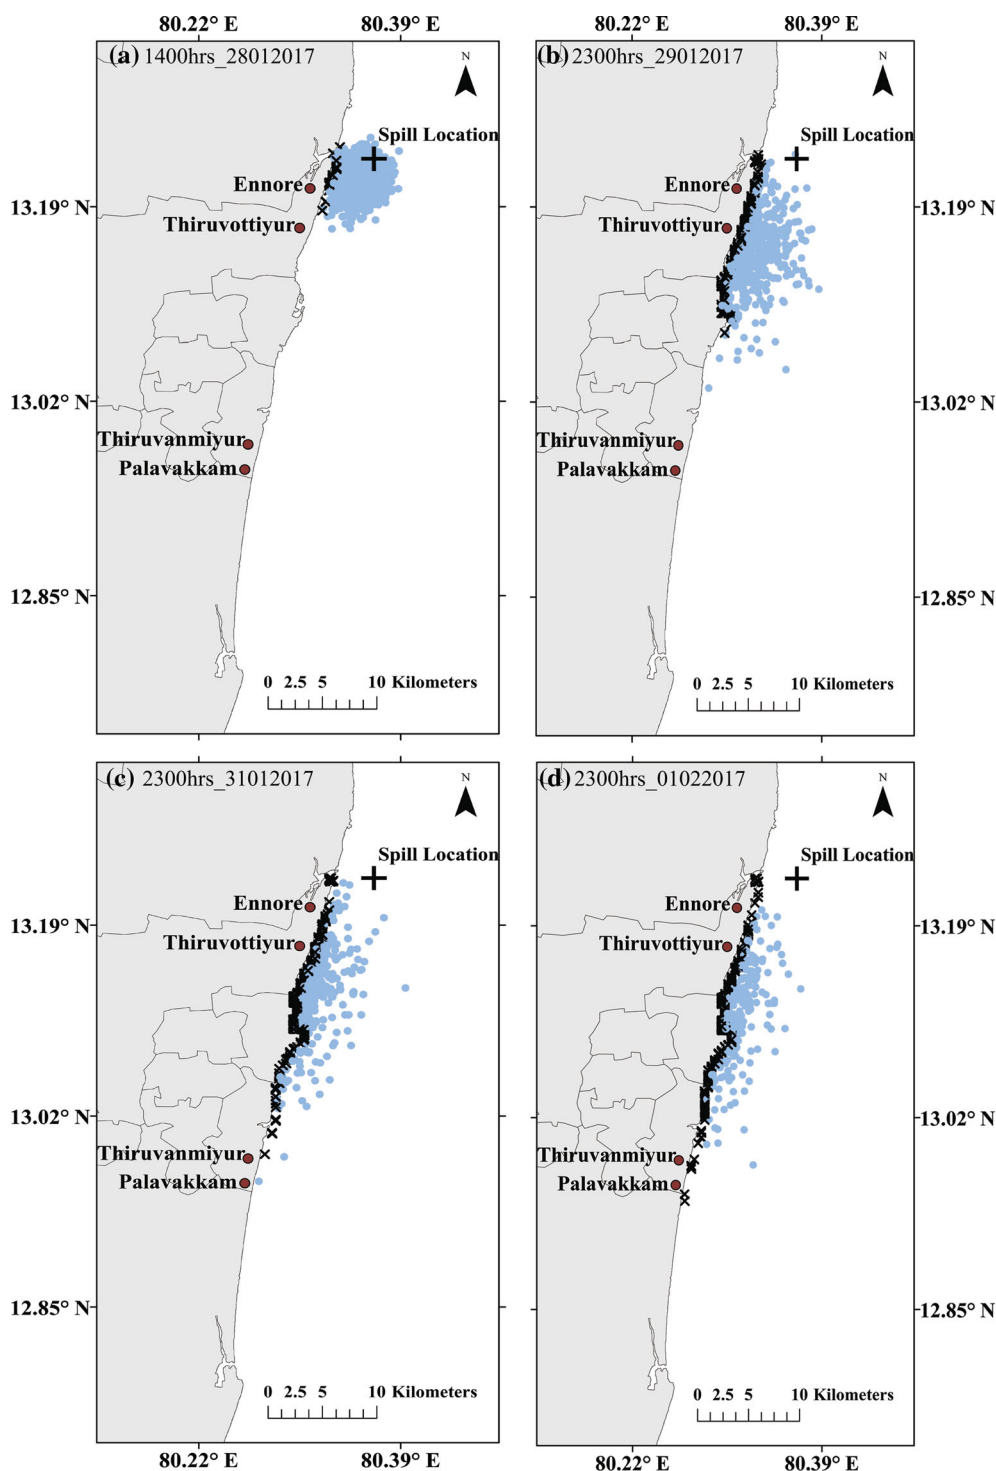 80.22° E 80.39° E 80.22° E 80.39° E
(a) 1400hrs_28012017
N
Spill Location
Ennore
13.19° N
Thiruvottiyur
13.02° N
Thiruvanmiyur
Palavakkam
12.85° N
0 2.5 5 10 Kilometers
(b) 2300hrs_29012017
N
Spill Location
Ennore
13.19° N
Thiruvottiyur
13.02° N
Thiruvanmiyur
Palavakkam
12.85° N
0 2.5 5 10 Kilometers
(c) 2300hrs_31012017
N
Spill Location
Ennore
13.19° N
Thiruvottiyur
13.02° N
Thiruvanmiyur
Palavakkam
12.85° N
0 2.5 5 10 Kilometers
(d) 2300hrs_01022017
N
Spill Location
Ennore
13.19° N
Thiruvottiyur
13.02° N
Thiruvanmiyur
Palavakkam
12.85° N
0 2.5 5 10 Kilometers
80.22° E 80.39° E 80.22° E 80.39° E